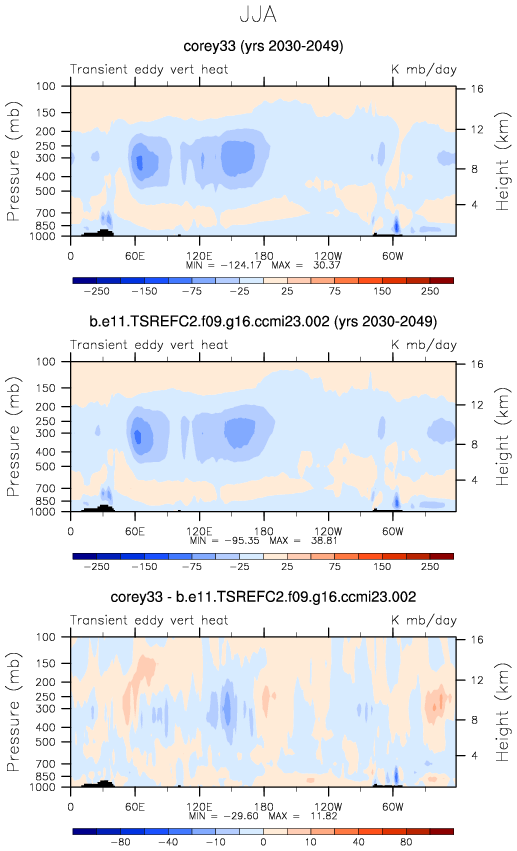 JJA
corey33 (yrs 2030-2049)
Transient eddy vert heat K mb/day
Pressure (mb)
100
200
250
300
400
500
700
850
1000
16
12
8
4
Height (km)
0 60E 120E 180 120W 60W
MIN = -124.17 MAX = 30.37
-250 -150 -75 -25 25 75 150 250
b.e11.TSREFC2.f09.g16.ccmi23.002 (yrs 2030-2049)
Transient eddy vert heat K mb/day
Pressure (mb)
100
200
250
300
400
500
700
850
1000
16
12
8
4
Height (km)
0 60E 120E 180 120W 60W
MIN = -95.35 MAX = 38.81
-250 -150 -75 -25 25 75 150 250
corey33 - b.e11.TSREFC2.f09.g16.ccmi23.002
Transient eddy vert heat K mb/day
Pressure (mb)
100
200
250
300
400
500
700
850
1000
16
12
8
4
Height (km)
0 60E 120E 180 120W 60W
MIN = -29.60 MAX = 11.82
-80 -40 -10 0 10 40 80